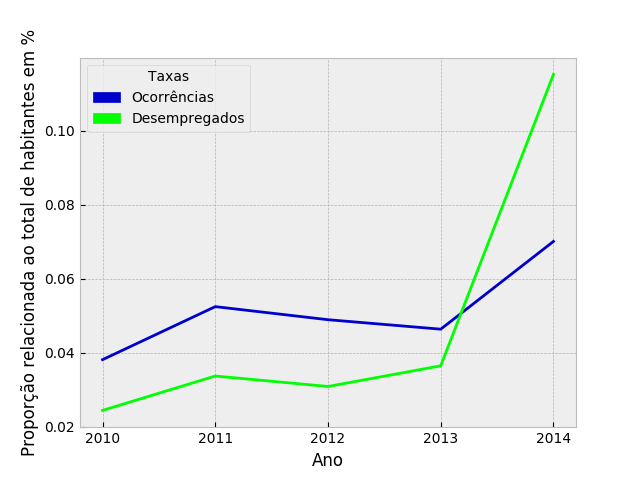 Proporção relacionada ao total de habitantes em %
Taxas
Ocorrências
Desempregados
0.10
0.08
0.06
0.04
0.02
2010 2011 2012 2013 2014
Ano